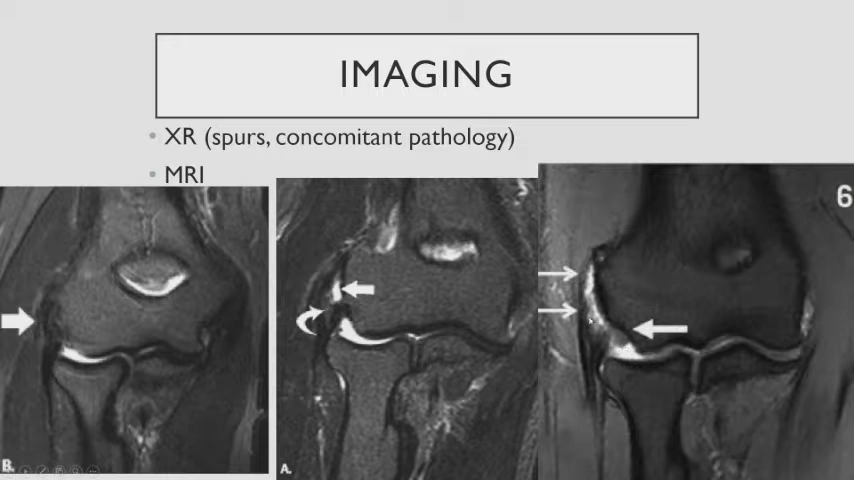 IMAGING
• XR (spurs, concomitant pathology)
• MRI
B.
A.
6